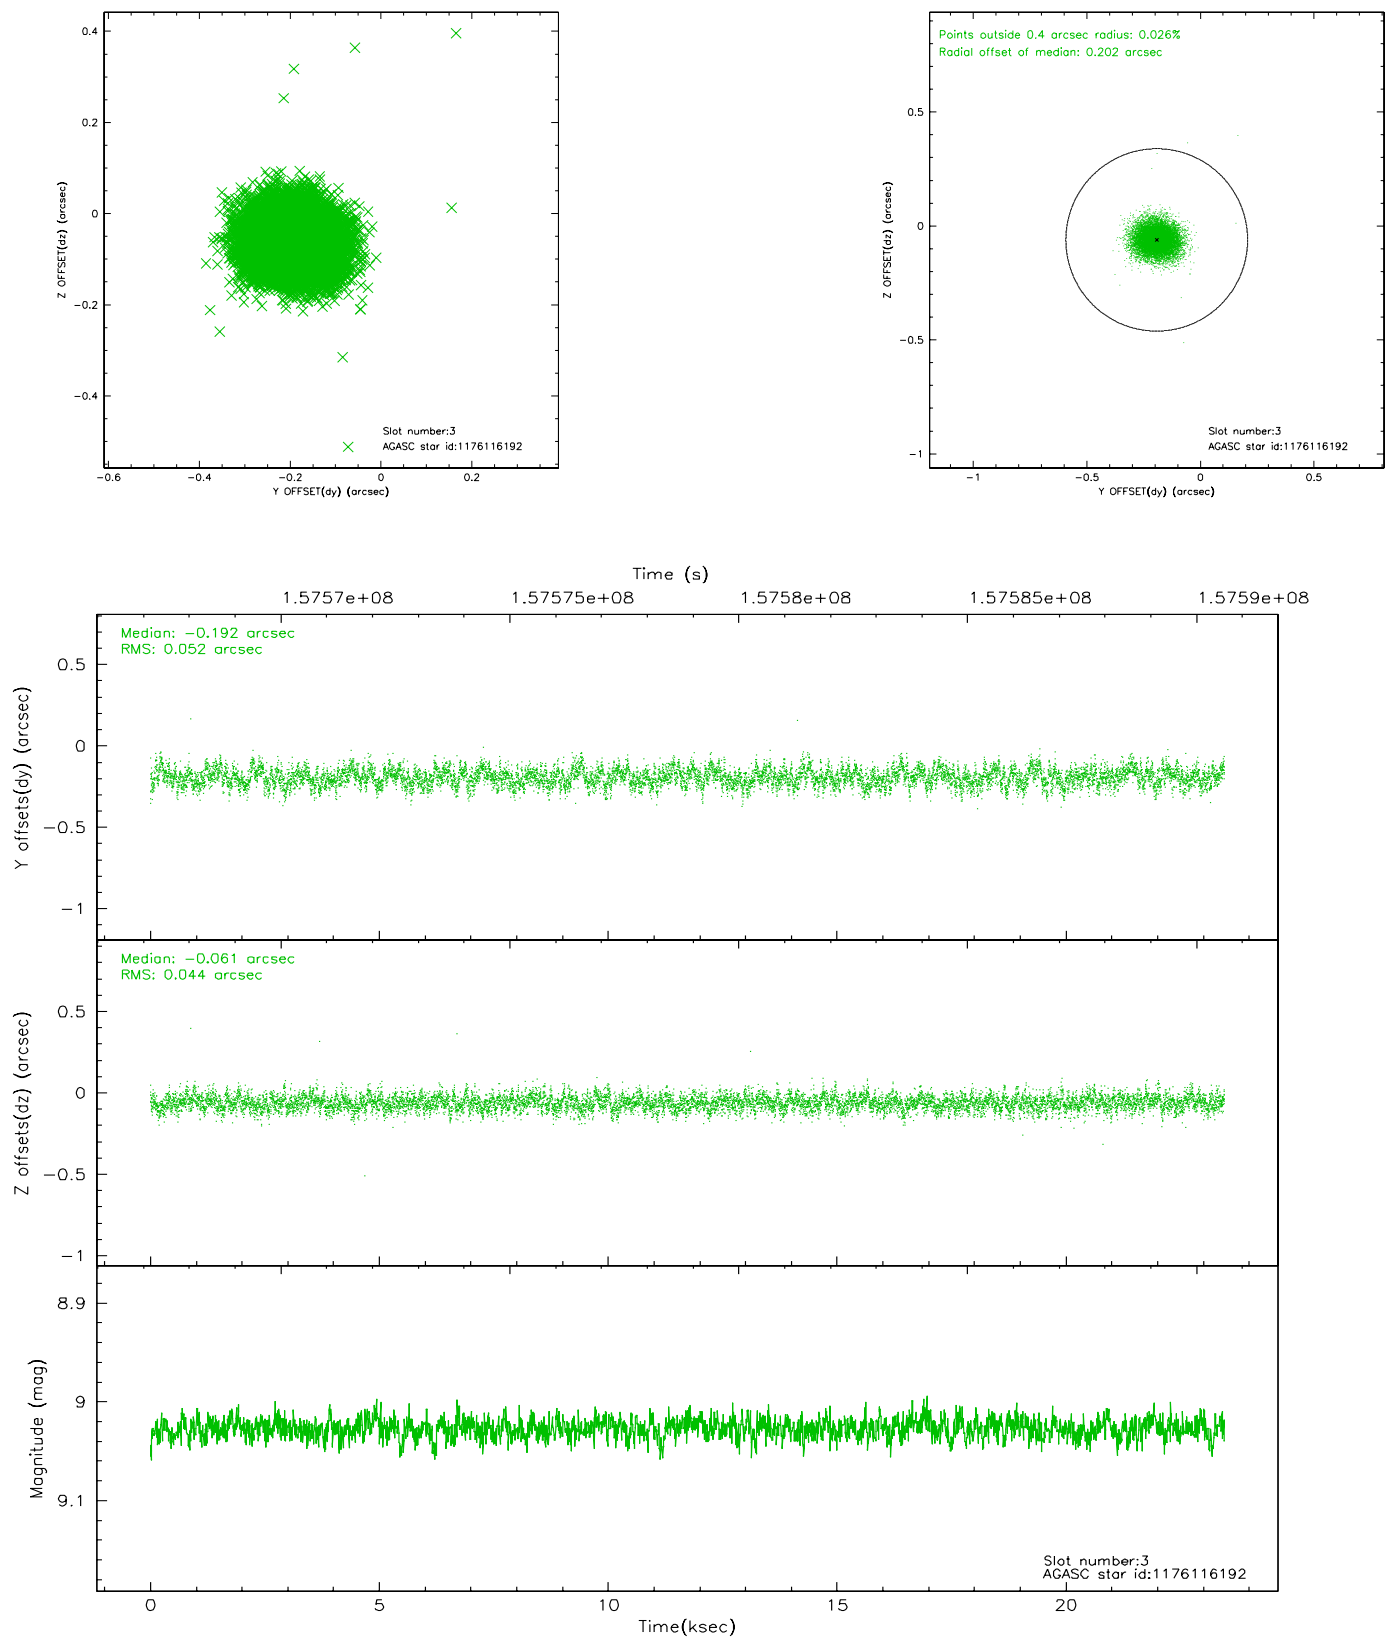 0.4
0.2
0
−0.2
−0.4
−0.6
−0.4
−0.2
0
0.2
Z OFFSET(dz) (arcsec)
Y OFFSET(dy) (arcsec)
Slot number:3
AGASC star id:1176116192
Points outside 0.4 arcsec radius: 0.026%
Radial offset of median: 0.202 arcsec
0.5
0
−0.5
−1
−1
−0.5
0
0.5
Z OFFSET(dz) (arcsec)
Y OFFSET(dy) (arcsec)
Slot number:3
AGASC star id:1176116192
Time (s)
1.5757e+08
1.57575e+08
1.5758e+08
1.57585e+08
1.5759e+08
Median: −0.192 arcsec
RMS: 0.052 arcsec
0.5
0
−0.5
−1
Y offsets(dy) (arcsec)
Median: −0.061 arcsec
RMS: 0.044 arcsec
0.5
0
−0.5
−1
Z offsets(dz) (arcsec)
8.9
9
9.1
Magnitude (mag)
Slot number:3
AGASC star id:1176116192
0
5
10
15
20
Time(ksec)